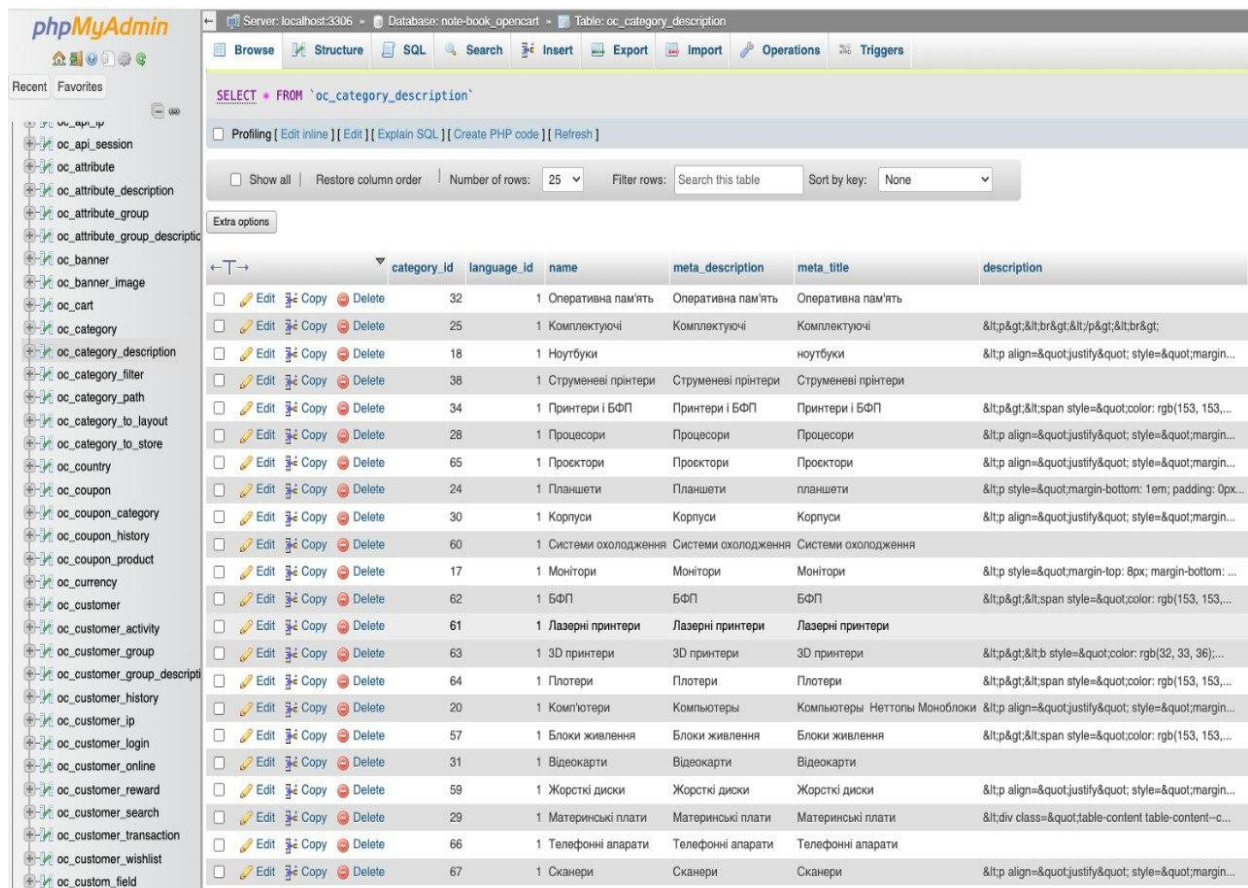 phpMyAdmin
Recent Favorites
oc_api_ip
oc_api_session
oc_attribute
oc_attribute_description
oc_attribute_group
oc_attribute_group_descriptic
oc_banner
oc_banner_image
oc_cart
oc_category
oc_category_description
oc_category_filter
oc_category_path
oc_category_to_layout
oc_category_to_store
oc_country
oc_coupon
oc_coupon_category
oc_coupon_history
oc_coupon_product
oc_currency
oc_customer
oc_customer_activity
oc_customer_group
oc_customer_group_descripti
oc_customer_history
oc_customer_ip
oc_customer_login
oc_customer_online
oc_customer_reward
oc_customer_search
oc_customer_transaction
oc_customer_wishlist
oc_custom_field
Server: localhost:3306 » Database: note-book_opencart » Table: oc_category_description
Browse Structure SQL Search Insert Export Import Operations Triggers
SELECT * FROM `oc_category_description`
Profiling [ Edit inline ] [ Edit ] [ Explain SQL ] [ Create PHP code ] [ Refresh ]
Show all | Restore column order | Number of rows: 25 Filter rows: Search this table Sort by key: None
Extra options
←T→ category_id language_id name meta_description meta_title description
Edit Copy Delete 32 1 Оперативна пам'ять Оперативна пам'ять Оперативна пам'ять
Edit Copy Delete 25 1 Комплектуючі Комплектуючі Комплектуючі &lt;p&gt;&lt;br&gt;&lt;/p&gt;&lt;br&gt;
Edit Copy Delete 18 1 Ноутбуки ноутбуки &lt;p align=&quot;justify&quot; style=&quot;margin...
Edit Copy Delete 38 1 Струменеві прінтери Струменеві прінтери Струменеві прінтери
Edit Copy Delete 34 1 Принтери і БФП Принтери і БФП Принтери і БФП &lt;p&gt;&lt;span style=&quot;color: rgb(153, 153,...
Edit Copy Delete 28 1 Процесори Процесори Процесори &lt;p align=&quot;justify&quot; style=&quot;margin...
Edit Copy Delete 65 1 Проєктори Проєктори Проєктори &lt;p align=&quot;justify&quot; style=&quot;margin...
Edit Copy Delete 24 1 Планшети Планшети планшети &lt;p style=&quot;margin-bottom: 1em; padding: 0px...
Edit Copy Delete 30 1 Корпуси Корпуси Корпуси &lt;p align=&quot;justify&quot; style=&quot;margin...
Edit Copy Delete 60 1 Системи охолодження Системи охолодження Системи охолодження
Edit Copy Delete 17 1 Монітори Монітори Монітори &lt;p style=&quot;margin-top: 8px; margin-bottom: ...
Edit Copy Delete 62 1 БФП БФП БФП &lt;p&gt;&lt;span style=&quot;color: rgb(153, 153,...
Edit Copy Delete 61 1 Лазерні принтери Лазерні принтери Лазерні принтери
Edit Copy Delete 63 1 3D принтери 3D принтери 3D принтери &lt;p&gt;&lt;b style=&quot;color: rgb(32, 33, 36);...
Edit Copy Delete 64 1 Плотери Плотери Плотери &lt;p&gt;&lt;span style=&quot;color: rgb(153, 153,...
Edit Copy Delete 20 1 Комп'ютери Компьютеры Компьютеры Неттопы Моноблоки &lt;p align=&quot;justify&quot; style=&quot;margin...
Edit Copy Delete 57 1 Блоки живлення Блоки живлення Блоки живлення &lt;p&gt;&lt;span style=&quot;color: rgb(153, 153,...
Edit Copy Delete 31 1 Відеокарти Відеокарти Відеокарти
Edit Copy Delete 59 1 Жорсткі диски Жорсткі диски Жорсткі диски &lt;p align=&quot;justify&quot; style=&quot;margin...
Edit Copy Delete 29 1 Материнські плати Материнські плати Материнські плати &lt;div class=&quot;table-content table-content--c...
Edit Copy Delete 66 1 Телефонні апарати Телефонні апарати Телефонні апарати
Edit Copy Delete 67 1 Сканери Сканери Сканери &lt;p align=&quot;justify&quot; style=&quot;margin...